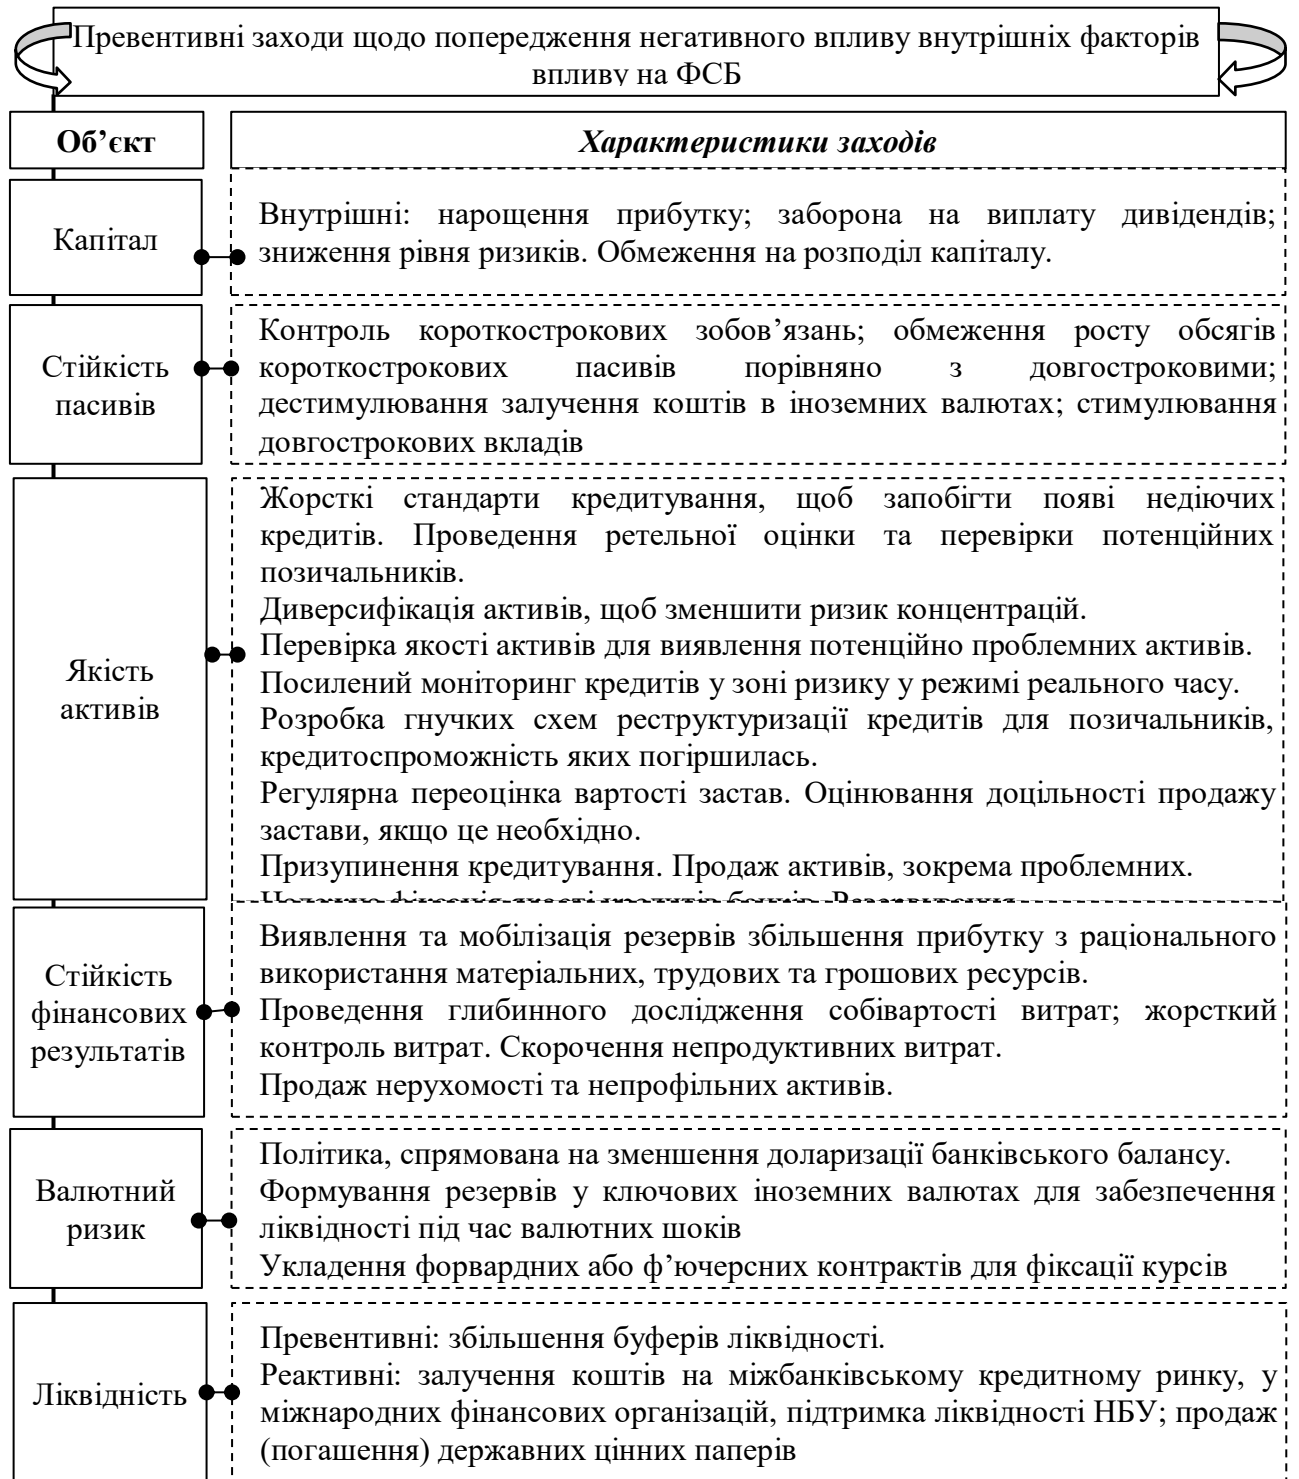 Превентивні заходи щодо попередження негативного впливу внутрішніх факторів
впливу на ФСБ
Об’єкт
Характеристики заходів
Капітал
Внутрішні: нарощення прибутку; заборона на виплату дивідендів;
зниження рівня ризиків. Обмеження на розподіл капіталу.
Стійкість
пасивів
Контроль короткострокових зобов’язань; обмеження росту обсягів
короткострокових пасивів порівняно з довгостроковими;
дестимулювання залучення коштів в іноземних валютах; стимулювання
довгострокових вкладів
Якість
активів
Жорсткі стандарти кредитування, щоб запобігти появі недіючих
кредитів. Проведення ретельної оцінки та перевірки потенційних
позичальників.
Диверсифікація активів, щоб зменшити ризик концентрацій.
Перевірка якості активів для виявлення потенційно проблемних активів.
Посилений моніторинг кредитів у зоні ризику у режимі реального часу.
Розробка гнучких схем реструктуризації кредитів для позичальників,
кредитоспроможність яких погіршилась.
Регулярна переоцінка вартості застав. Оцінювання доцільності продажу
застави, якщо це необхідно.
Призупинення кредитування. Продаж активів, зокрема проблемних.
Стійкість
фінансових
результатів
Виявлення та мобілізація резервів збільшення прибутку з раціонального
використання матеріальних, трудових та грошових ресурсів.
Проведення глибинного дослідження собівартості витрат; жорсткий
контроль витрат. Скорочення непродуктивних витрат.
Продаж нерухомості та непрофільних активів.
Валютний
ризик
Політика, спрямована на зменшення доларизації банківського балансу.
Формування резервів у ключових іноземних валютах для забезпечення
ліквідності під час валютних шоків
Укладення форвардних або ф’ючерсних контрактів для фіксації курсів
Ліквідність
Превентивні: збільшення буферів ліквідності.
Реактивні: залучення коштів на міжбанківському кредитному ринку, у
міжнародних фінансових організацій, підтримка ліквідності НБУ; продаж
(погашення) державних цінних паперів